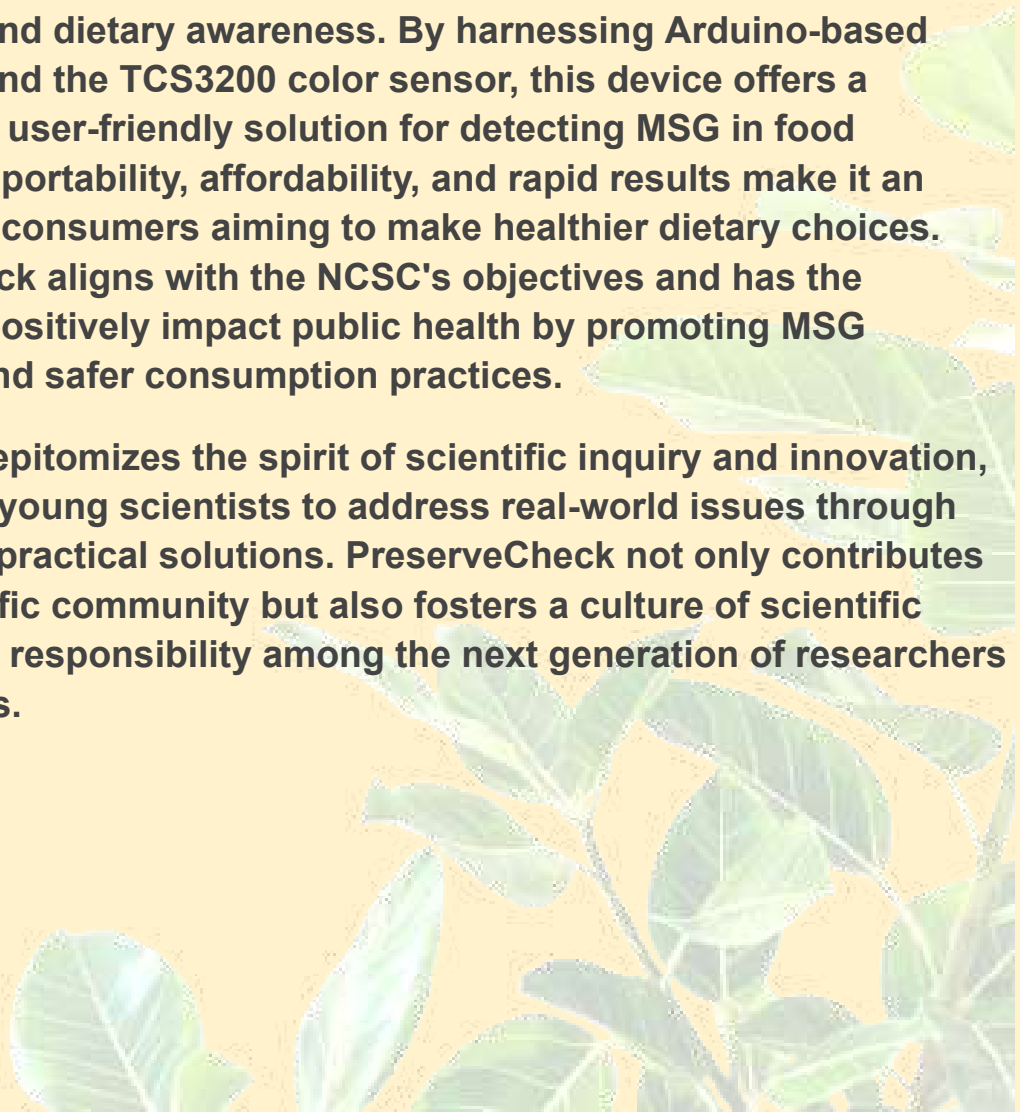 nd dietary awareness. By harnessing Arduino-based
nd the TCS3200 color sensor, this device offers a
user-friendly solution for detecting MSG in food
portability, affordability, and rapid results make it an
consumers aiming to make healthier dietary choices.
ck aligns with the NCSC's objectives and has the
ositively impact public health by promoting MSG
nd safer consumption practices.
epitomizes the spirit of scientific inquiry and innovation,
young scientists to address real-world issues through
practical solutions. PreserveCheck not only contributes
fic community but also fosters a culture of scientific
responsibility among the next generation of researchers
s.